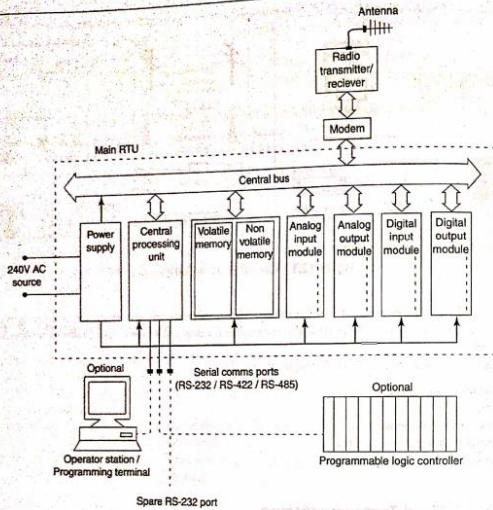 Antenna
Radio
transmitter/
reciever
Modem
Main RTU
Central bus
Power
supply
Central
processing
unit
Volatile
memory
Non
volatile
memory
Analog
input
module
Analog
output
module
Digital
input
module
Digital
output
module
240V AC
source
Optional
Serial comms ports
(RS-232 / RS-422 / RS-485)
Operator station /
Programming terminal
Optional
Programmable logic controller
Spare RS-232 port